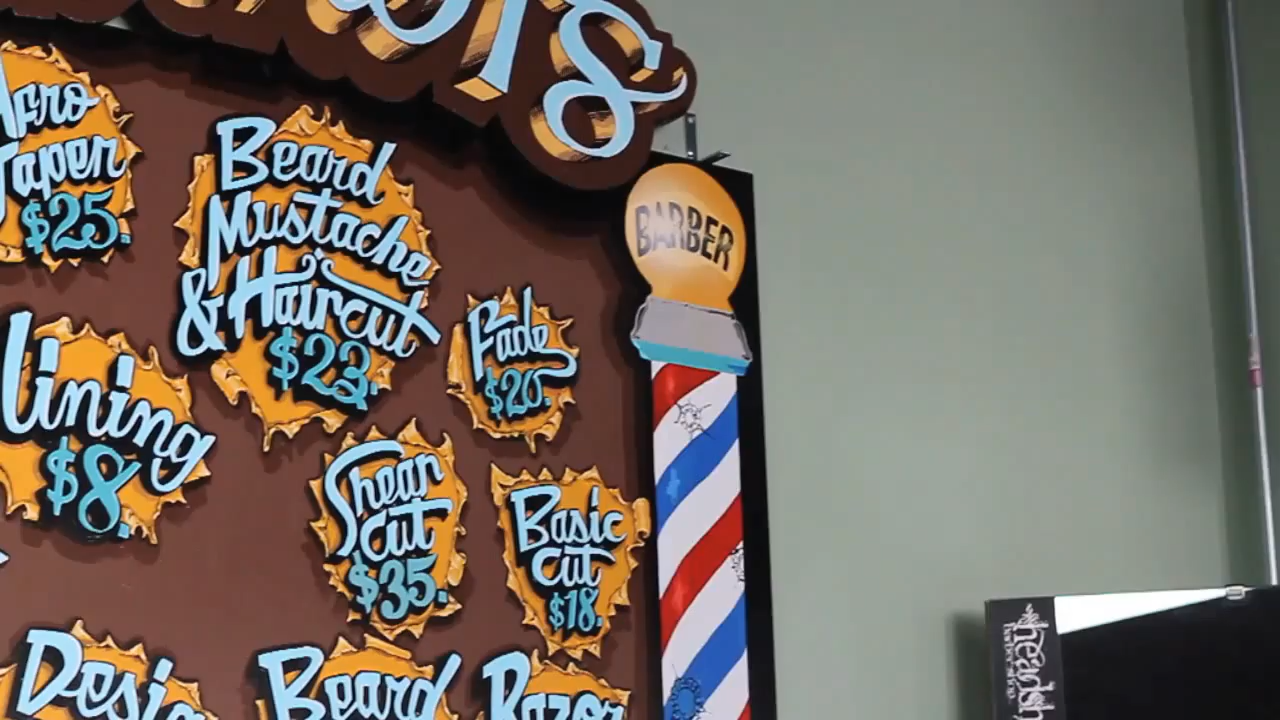 Afro
Taper
$25.
Beard
Mustache
& Haircut
$23.
Fade
$20.
lining
$8.
Shear
Cut
$35.
Basic
Cut
$18.
Beard
Razor
BARBER